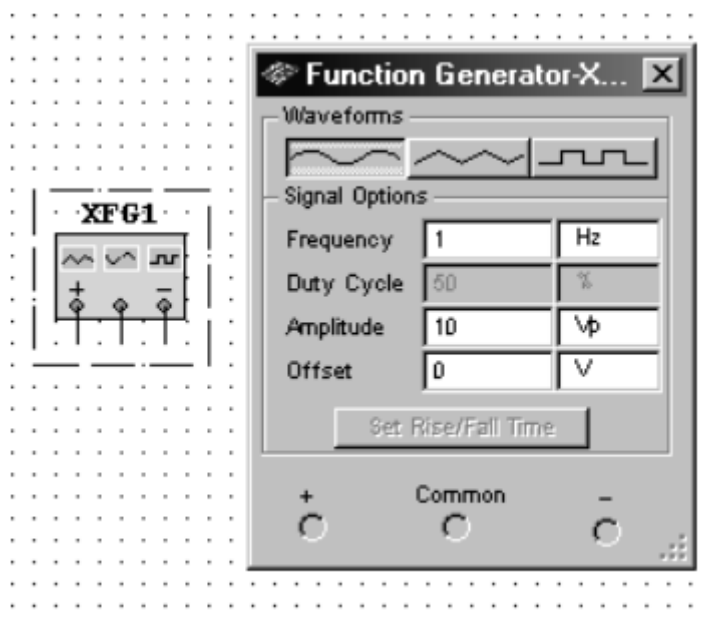 Function Generator-X...
Waveforms
Signal Options
XFG1
Frequency 1 Hz
Duty Cycle 50 %
Amplitude 10 Vp
Offset 0 V
Set Rise/Fall Time
+ −
+ Common −